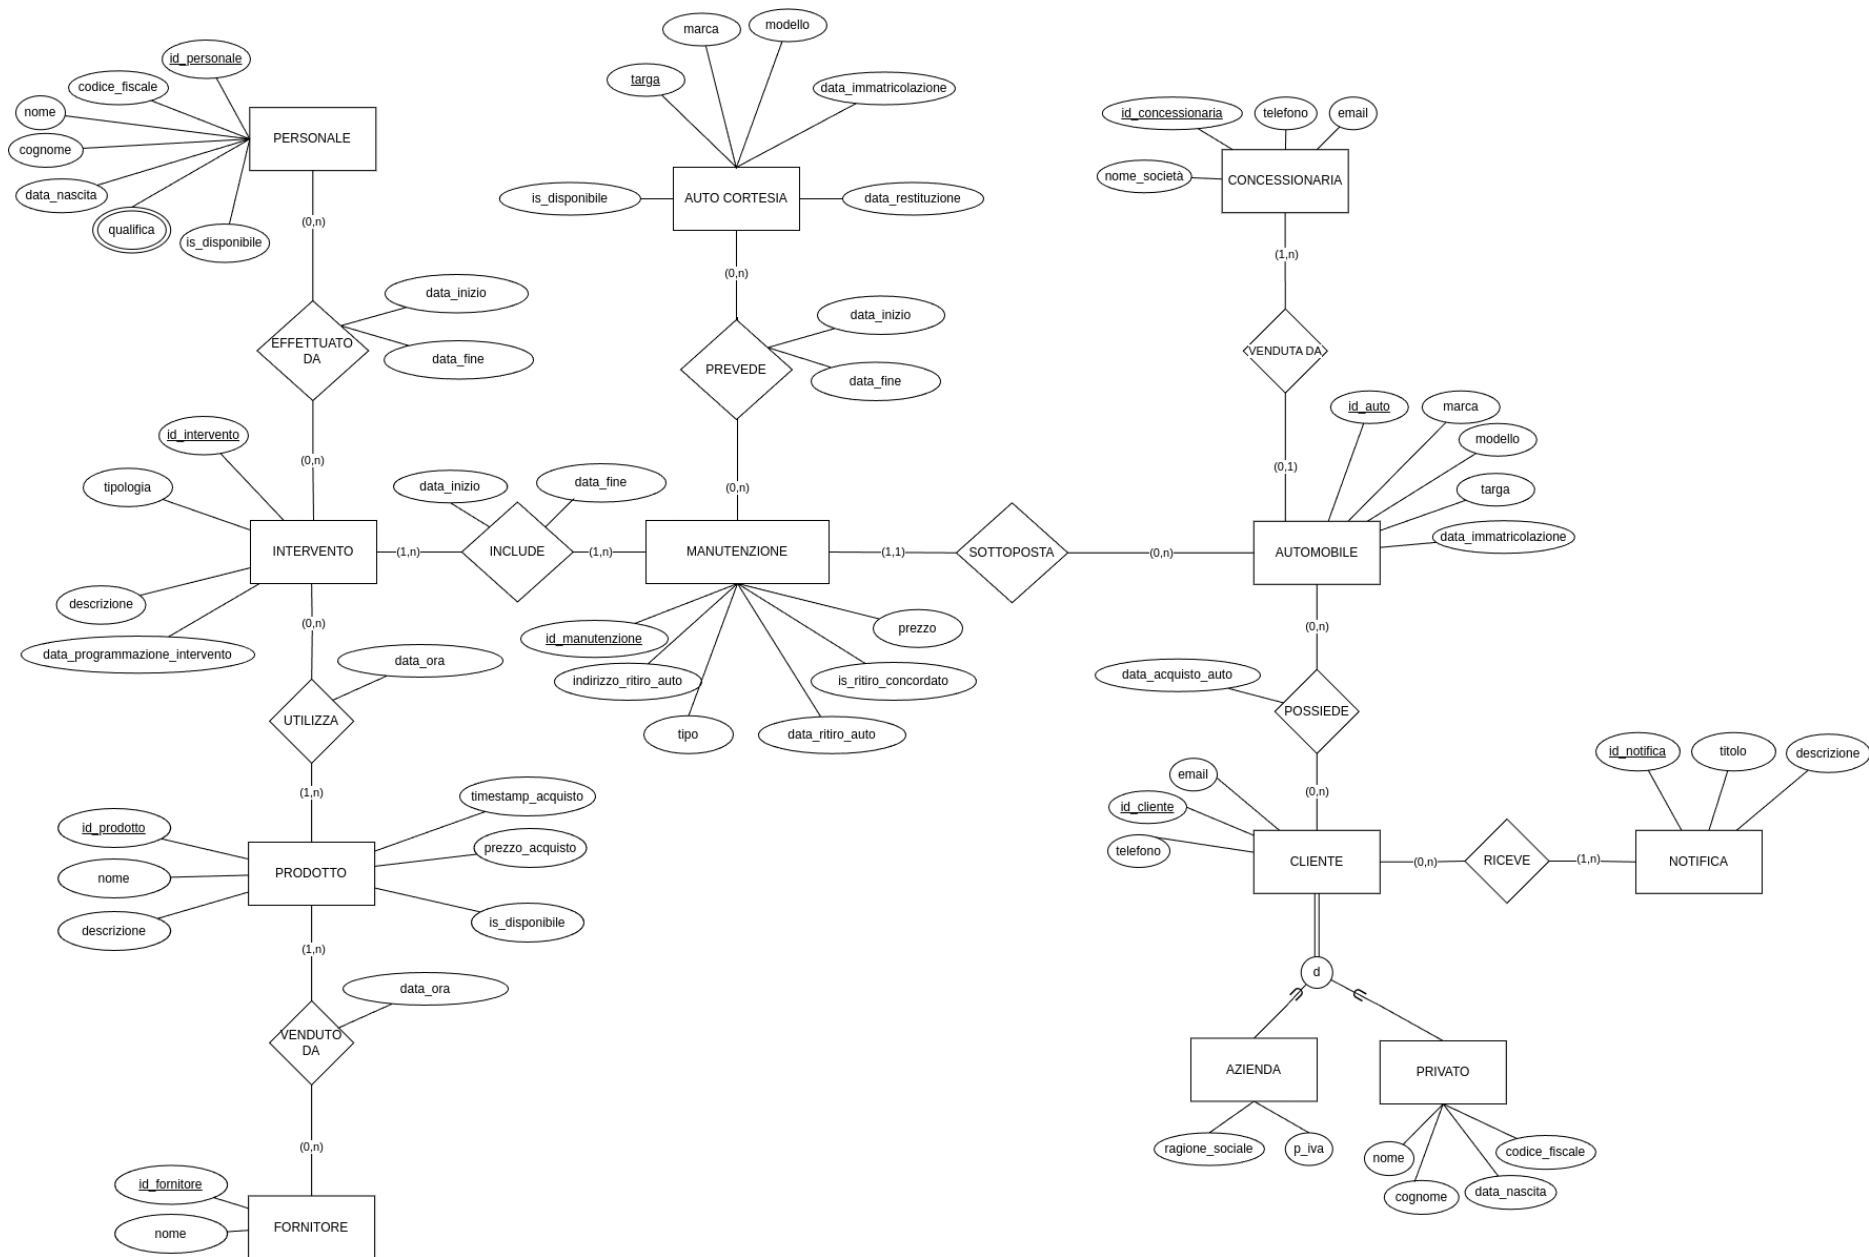 marca
modello
id_personale
targa
codice_fiscale
data_immatricolazione
nome
id_concessionaria
telefono
email
PERSONALE
cognome
nome_società
CONCESSIONARIA
data_nascita
is_disponibile
AUTO CORTESIA
data_restituzione
qualifica
is_disponibile
(0,n)
(1,n)
(0,n)
data_inizio
data_inizio
EFFETTUATO
DA
data_fine
VENDUTA DA
PREVEDE
data_fine
id_auto
marca
id_intervento
modello
(0,n)
(0,1)
tipologia
data_inizio
data_fine
(0,n)
targa
data_immatricolazione
INTERVENTO
(1,n)
INCLUDE
(1,n)
MANUTENZIONE
(1,1)
SOTTOPOSTA
(0,n)
AUTOMOBILE
descrizione
(0,n)
id_manutenzione
prezzo
(0,n)
data_programmazione_intervento
data_ora
indirizzo_ritiro_auto
is_ritiro_concordato
data_acquisto_auto
UTILIZZA
POSSIEDE
tipo
data_ritiro_auto
id_notifica
titolo
descrizione
email
(1,n)
timestamp_acquisto
(0,n)
id_cliente
id_prodotto
prezzo_acquisto
telefono
CLIENTE
(0,n)
RICEVE
(1,n)
NOTIFICA
nome
PRODOTTO
descrizione
is_disponibile
(1,n)
d
data_ora
VENDUTO
DA
AZIENDA
PRIVATO
(0,n)
ragione_sociale
p_iva
nome
codice_fiscale
id_fornitore
cognome
data_nascita
nome
FORNITORE